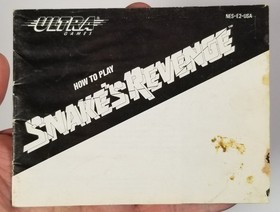 ULTRA
GAMES
NES-E2-USA
HOW TO PLAY
SNAKE'S REVENGE